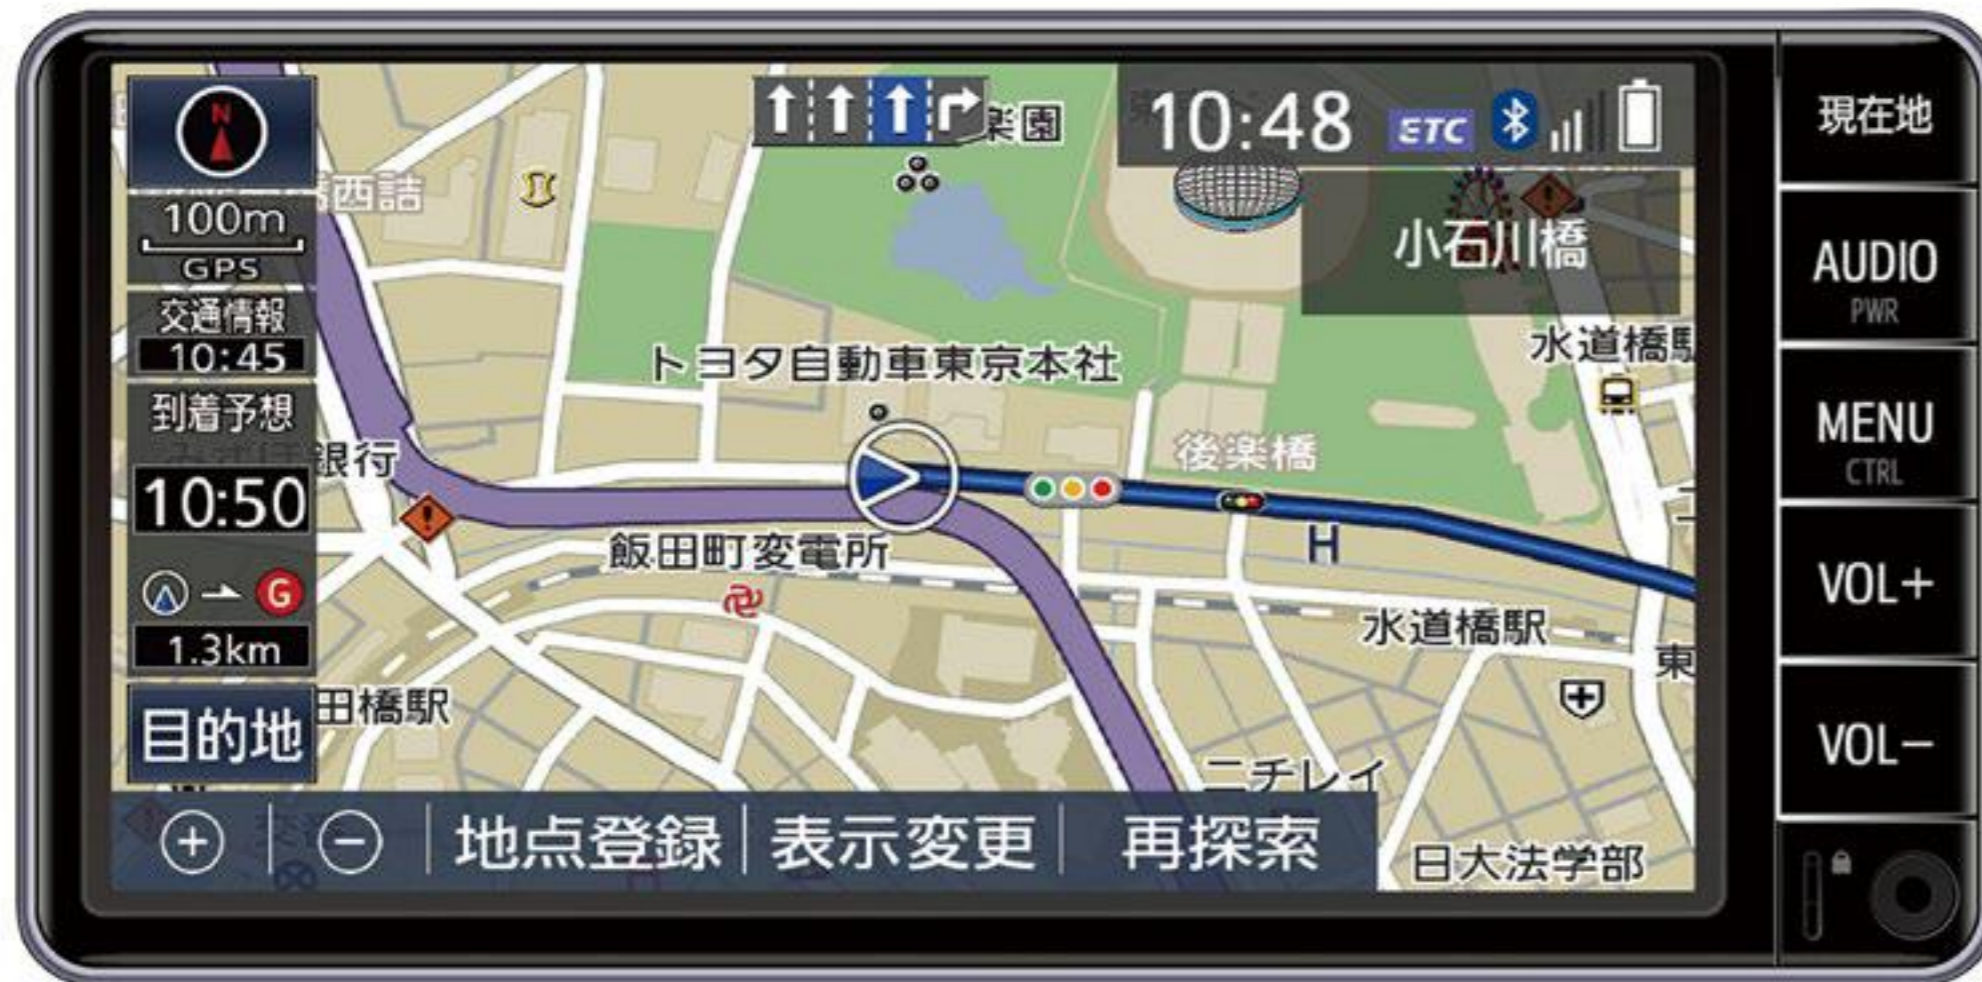 N
100m
GPS
交通情報
10:45
到着予想
10:50
G
1.3km
目的地
西詰
楽園
10:48
ETC
小石川橋
水道橋駅
トヨタ自動車東京本社
銀行
後楽橋
飯田町変電所
H
水道橋駅
東
田橋駅
ニチレイ
日大法学部
+
−
地点登録
表示変更
再探索
現在地
AUDIO
PWR
MENU
CTRL
VOL+
VOL−